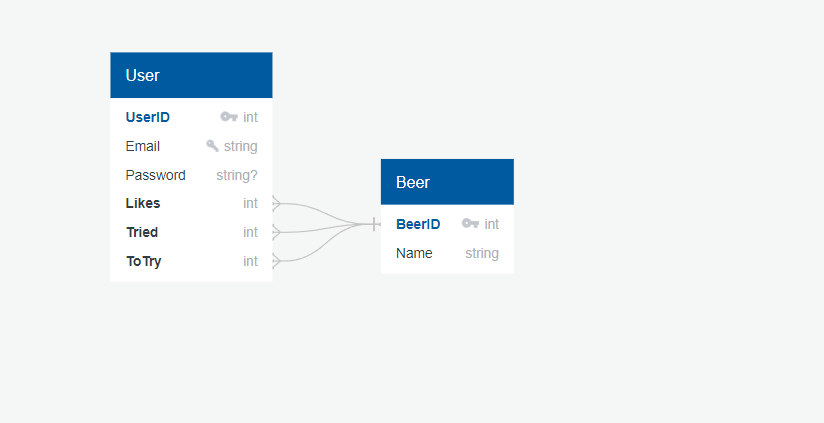 User
UserID int
Email string
Password string?
Likes int
Tried int
ToTry int
Beer
BeerID int
Name string